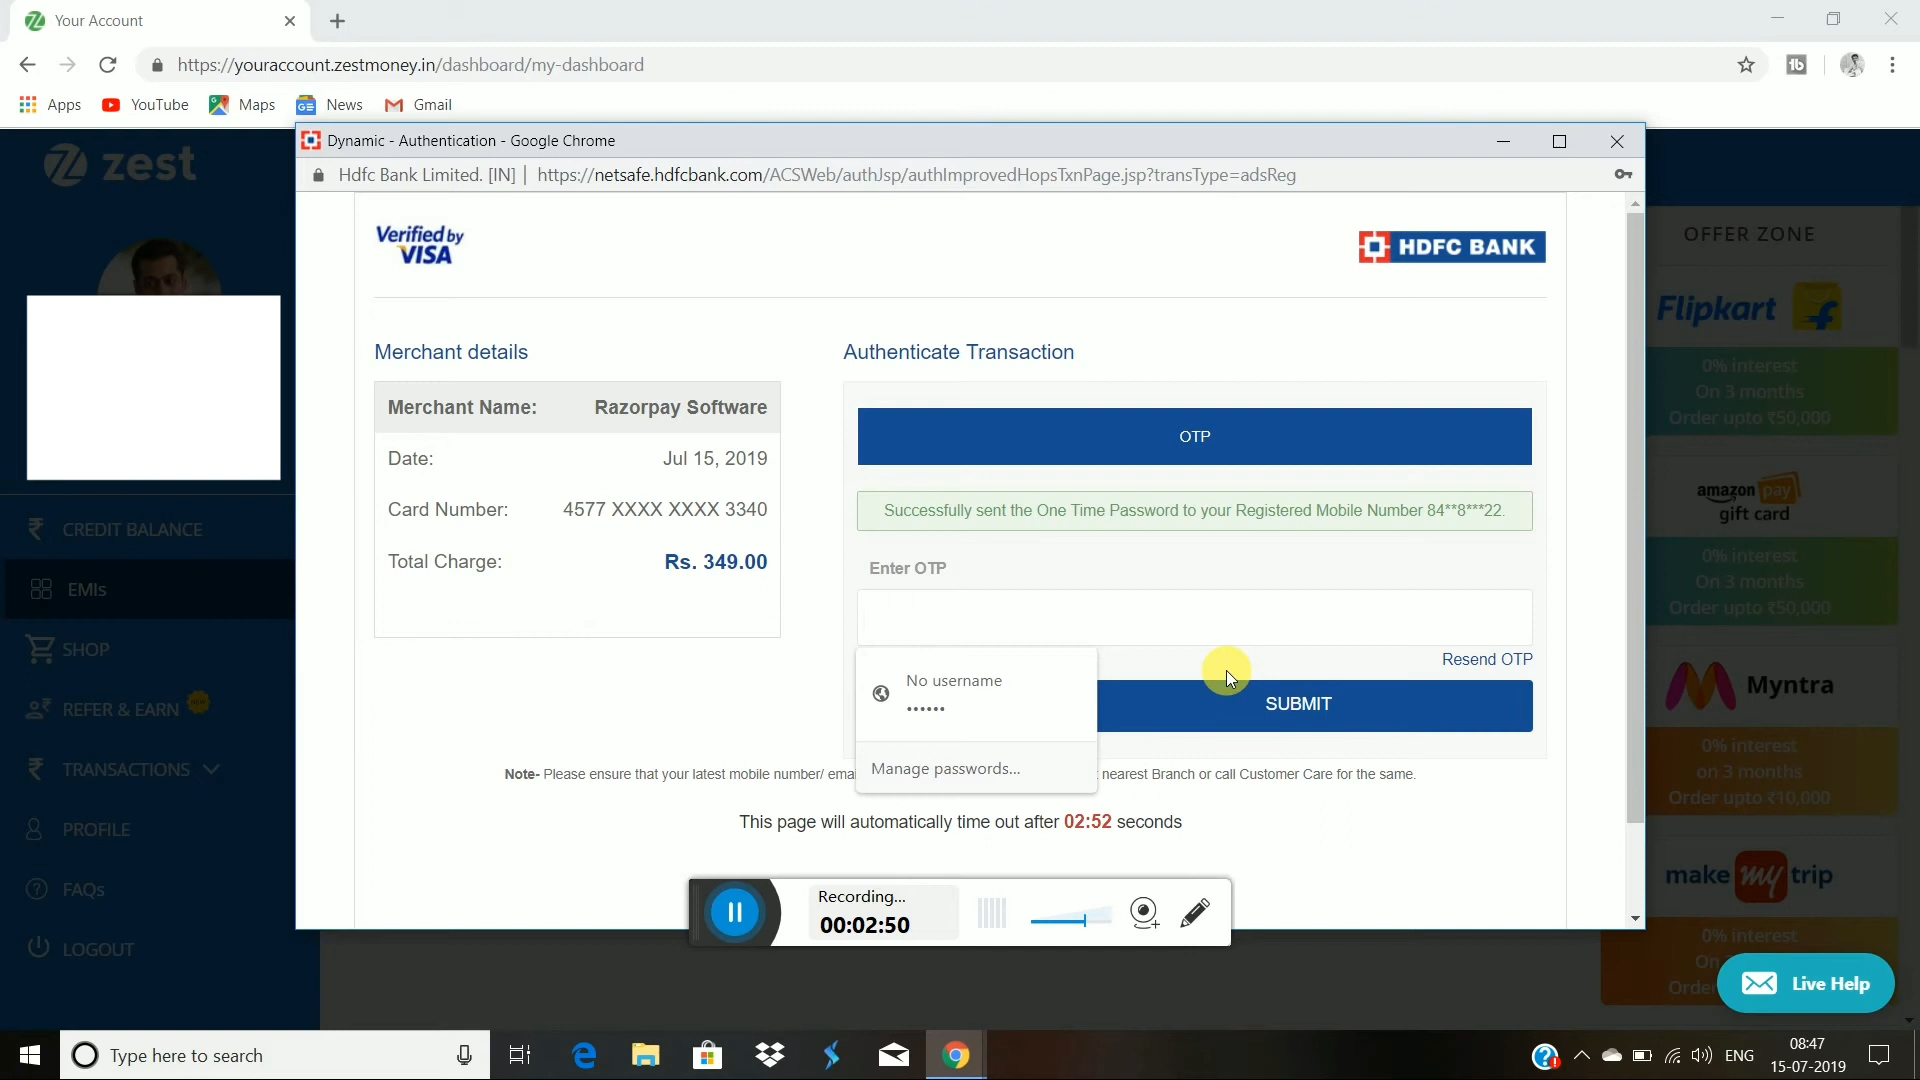 Your Account
https://youraccount.zestmoney.in/dashboard/my-dashboard
Apps YouTube Maps News Gmail
Dynamic - Authentication - Google Chrome
Hdfc Bank Limited. [IN] | https://netsafe.hdfcbank.com/ACSWeb/authJsp/authImprovedHopsTxnPage.jsp?transType=adsReg
zest
CREDIT BALANCE
EMIs
SHOP
REFER & EARN
TRANSACTIONS
PROFILE
FAQs
LOGOUT
Verified by
VISA
HDFC BANK
Merchant details
Merchant Name: Razorpay Software
Date: Jul 15, 2019
Card Number: 4577 XXXX XXXX 3340
Total Charge: Rs. 349.00
Authenticate Transaction
OTP
Successfully sent the One Time Password to your Registered Mobile Number 84**8***22.
Enter OTP
Resend OTP
No username
••••••
Manage passwords...
SUBMIT
Note- Please ensure that your latest mobile number/ emai nearest Branch or call Customer Care for the same.
This page will automatically time out after 02:52 seconds
Recording...
00:02:50
OFFER ZONE
Flipkart
0% interest
On 3 months
Order upto ₹50,000
amazon pay
gift card
0% interest
On 3 months
Order upto ₹50,000
Myntra
0% interest
on 3 months
Order upto ₹10,000
make my trip
0% interest
On
Order
Live Help
Type here to search
ENG
08:47
15-07-2019